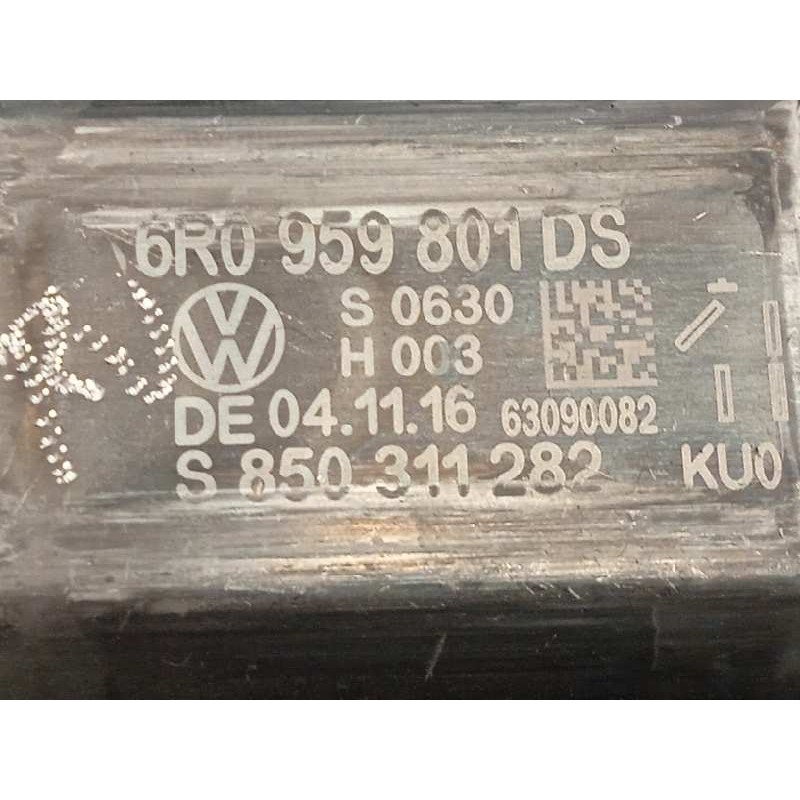 6R0 959 801 DS
S 0630
H 003
DE 04.11.16 63090082
S 850 311 282 KU0